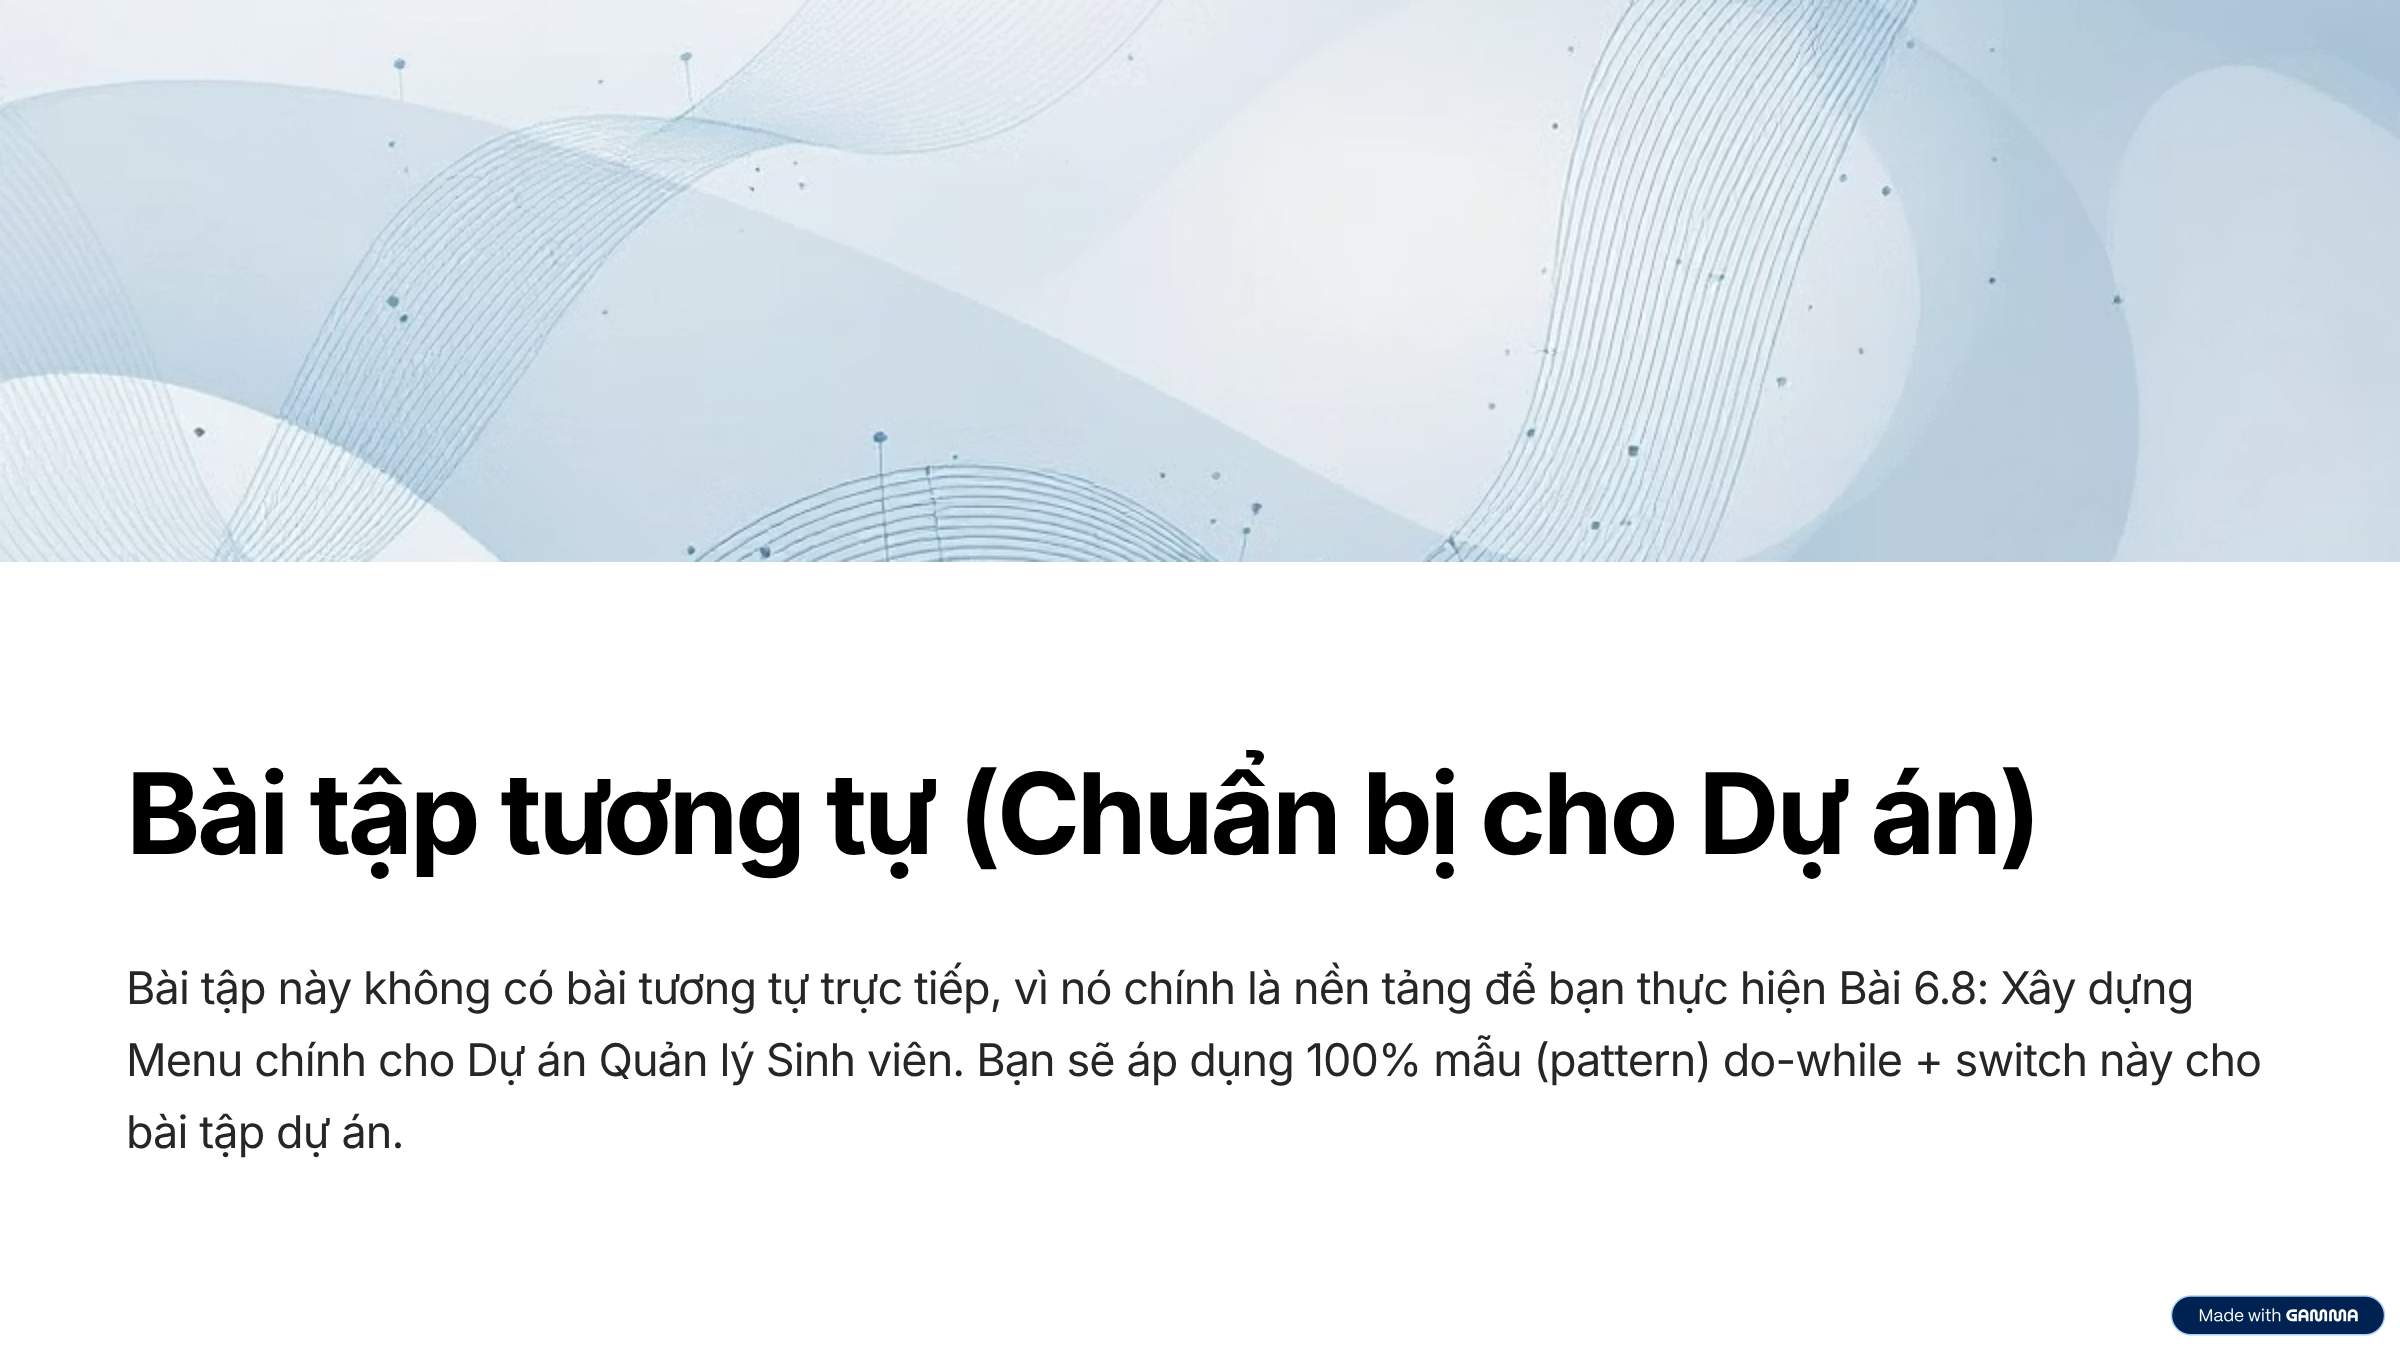 Bài tập tương tự (Chuẩn bị cho Dự án)
Bài tập này không có bài tương tự trực tiếp, vì nó chính là nền tảng để bạn thực hiện Bài 6.8: Xây dựng
Menu chính cho Dự án Quản lý Sinh viên. Bạn sẽ áp dụng 100% mẫu (pattern) do-while + switch này cho
bài tập dự án.
Made with GAMMA